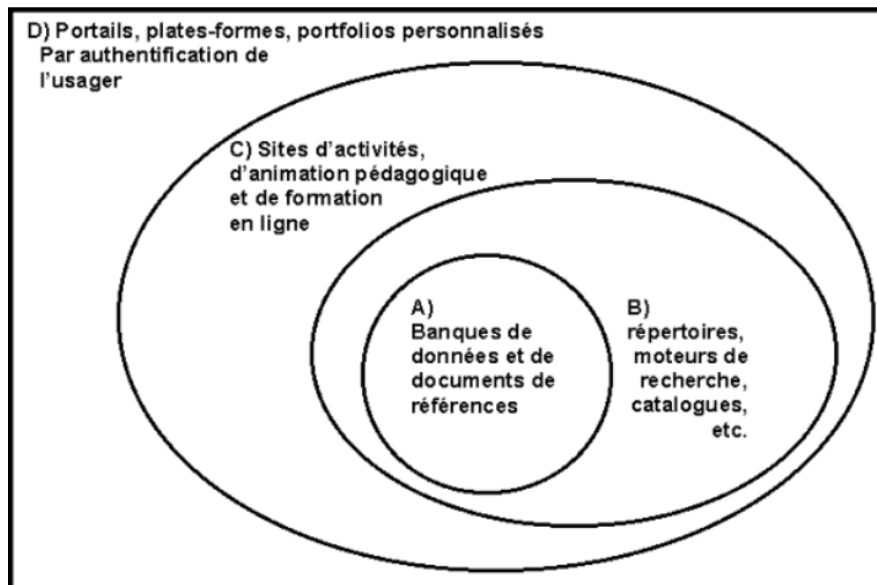 D) Portails, plates-formes, portfolios personnalisés
Par authentification de
l'usager
C) Sites d'activités,
d'animation pédagogique
et de formation
en ligne
A)
Banques de
données et de
documents de
références
B)
répertoires,
moteurs de
recherche,
catalogues,
etc.